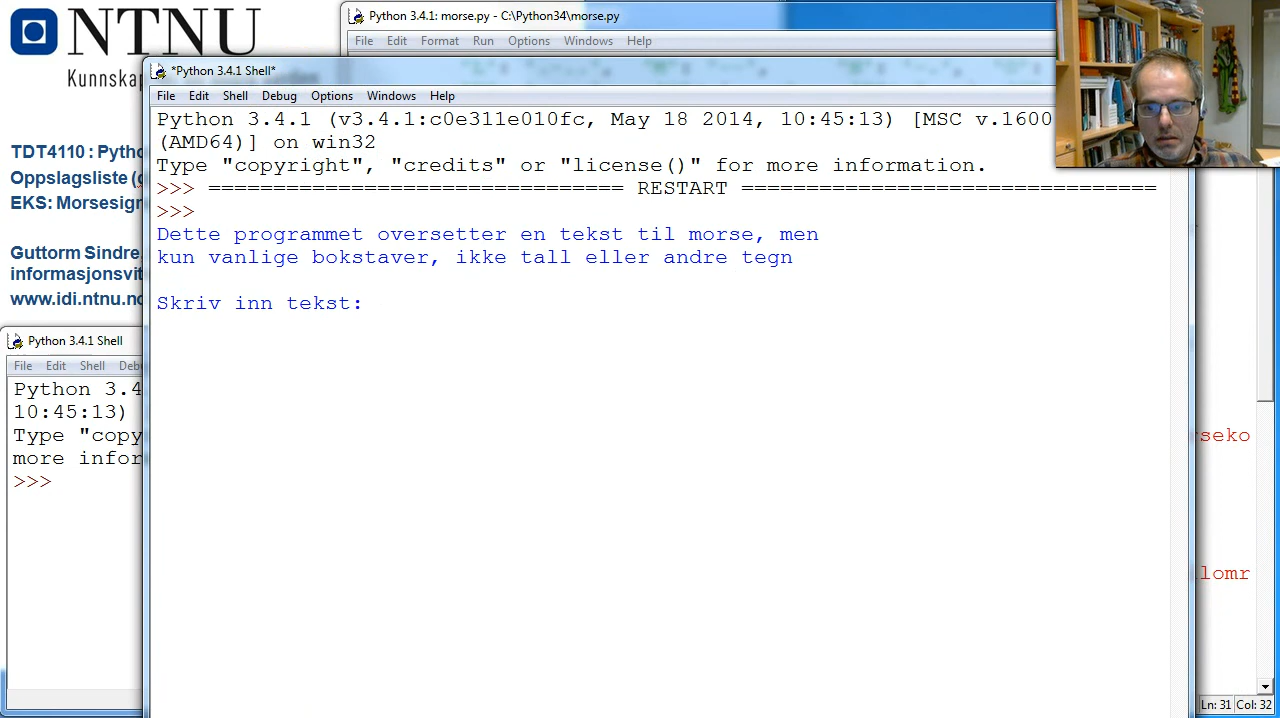 NTNU
Kunnskap
TDT4110 : Pytho
Oppslagsliste (
EKS: Morsesign
Guttorm Sindre,
informasjonsvit
www.idi.ntnu.no
Python 3.4.1: morse.py - C:\Python34\morse.py
File Edit Format Run Options Windows Help
*Python 3.4.1 Shell*
File Edit Shell Debug Options Windows Help
Python 3.4.1 (v3.4.1:c0e311e010fc, May 18 2014, 10:45:13) [MSC v.1600
(AMD64)] on win32
Type "copyright", "credits" or "license()" for more information.
>>> ================================ RESTART ================================
>>>
Dette programmet oversetter en tekst til morse, men
kun vanlige bokstaver, ikke tall eller andre tegn
Skriv inn tekst:
Python 3.4.1 Shell
File Edit Shell Debu
Python 3.4
10:45:13)
Type "copy
more infor
>>>
seko
lomr
Ln: 31 Col: 32